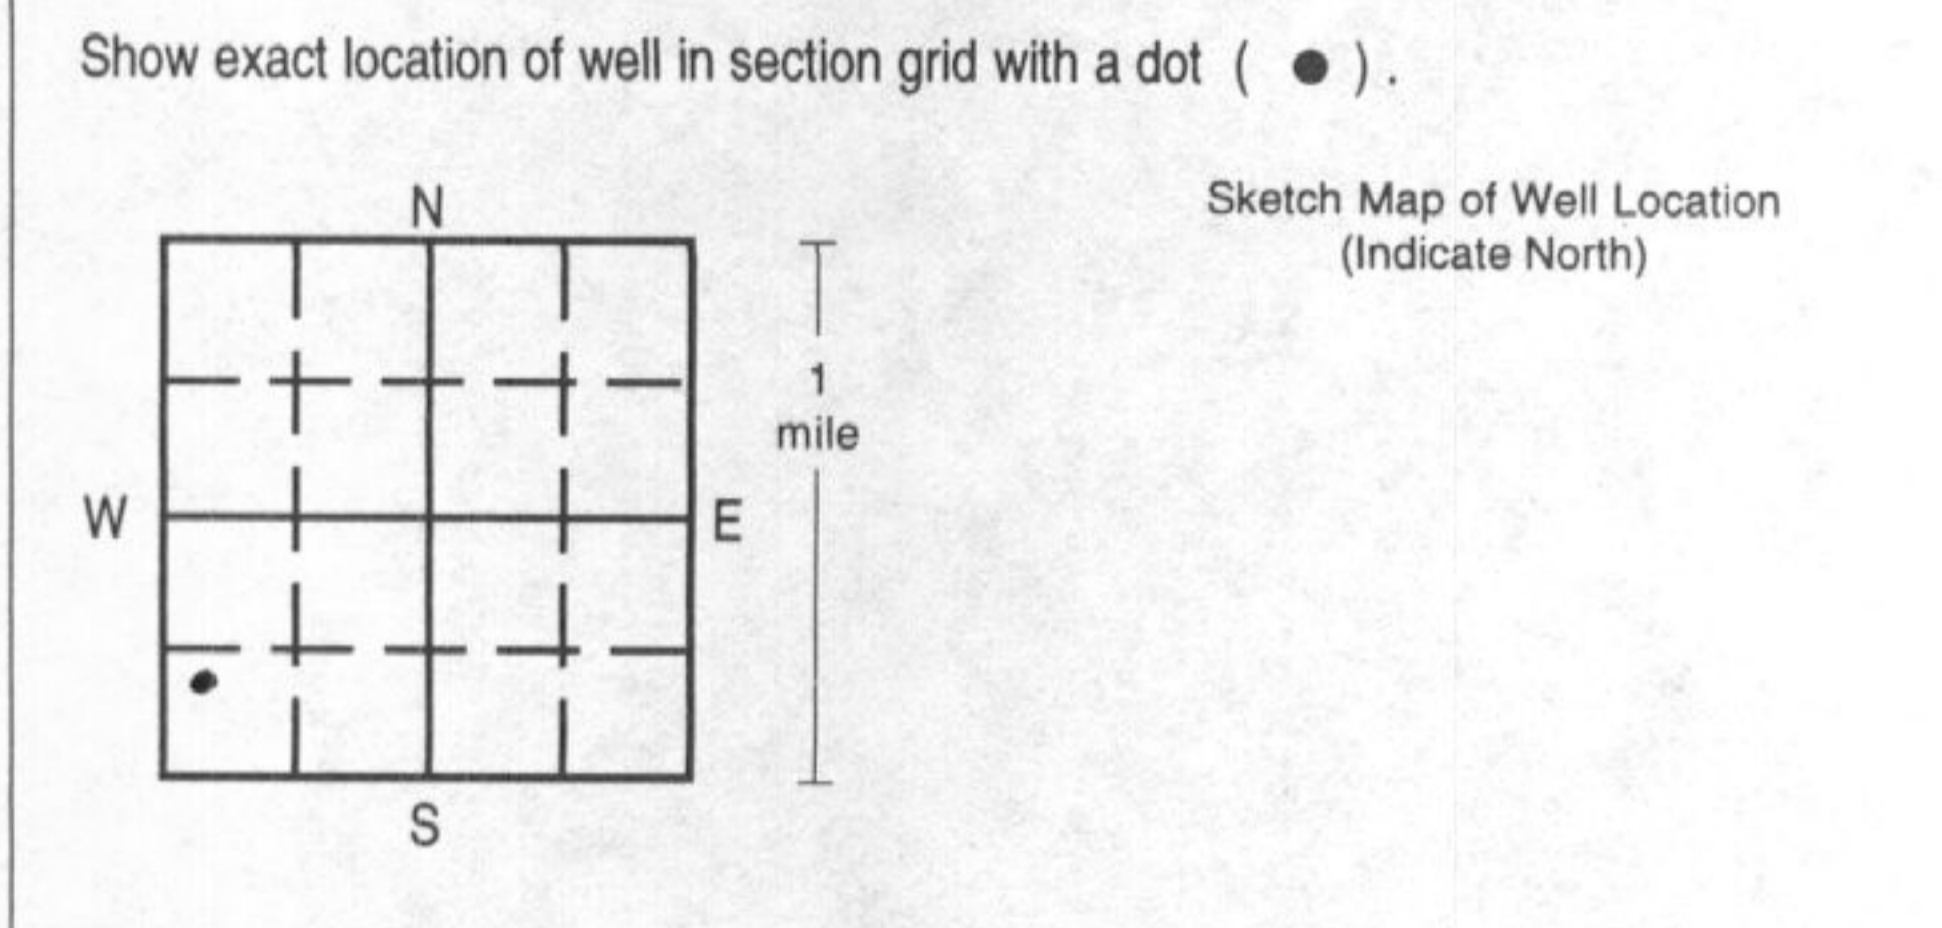 Show exact location of well in section grid with a dot ( ● ) .
Sketch Map of Well Location
(Indicate North)
N
1
mile
W
E
S